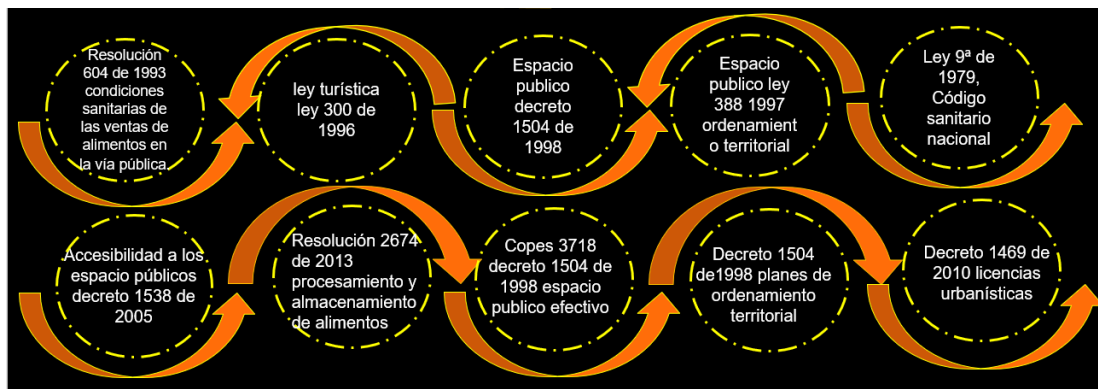 Resolución
604 de 1993
condiciones
sanitarias de
las ventas de
alimentos en
la vía pública.
ley turística
ley 300 de
1996
Espacio
publico
decreto
1504 de
1998
Espacio
publico ley
388 1997
ordenamient
o territorial
Ley 9ª de
1979,
Código
sanitario
nacional
Accesibilidad a los
espacio públicos
decreto 1538 de
2005
Resolución 2674
de 2013
procesamiento y
almacenamiento
de alimentos
Copes 3718
decreto 1504 de
1998 espacio
publico efectivo
Decreto 1504
de1998 planes de
ordenamiento
territorial
Decreto 1469 de
2010 licencias
urbanísticas